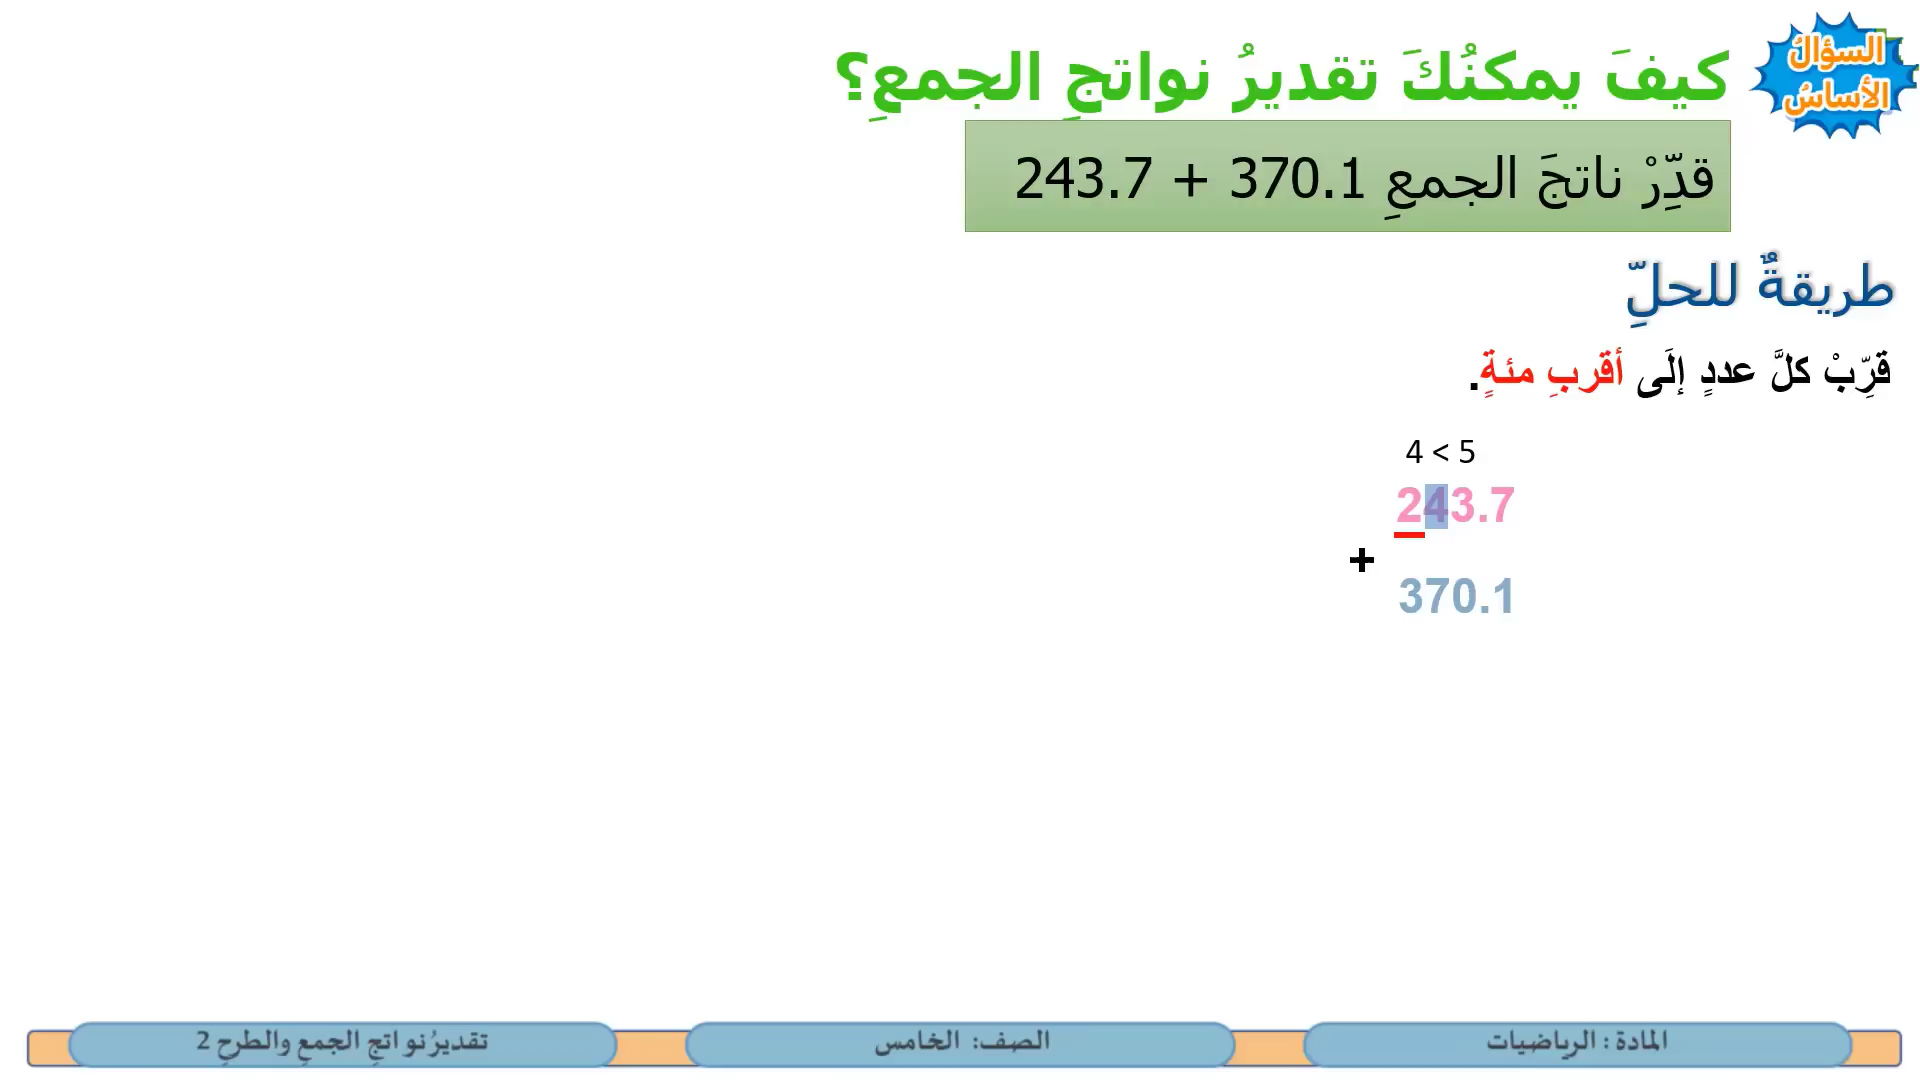 السؤالُ
الأساسُ
كيفَ يمكنُكَ تقديرُ نواتجِ الجمعِ؟
قدِّرْ ناتجَ الجمعِ 370.1 + 243.7
طريقةٌ للحلِّ
قرِّبْ كلَّ عددٍ إلَى أقربِ مئةٍ.
4 < 5
243.7
+
370.1
المادة : الرياضيات
الصف: الخامس
تقديرُ نواتجِ الجمعِ والطرحِ 2